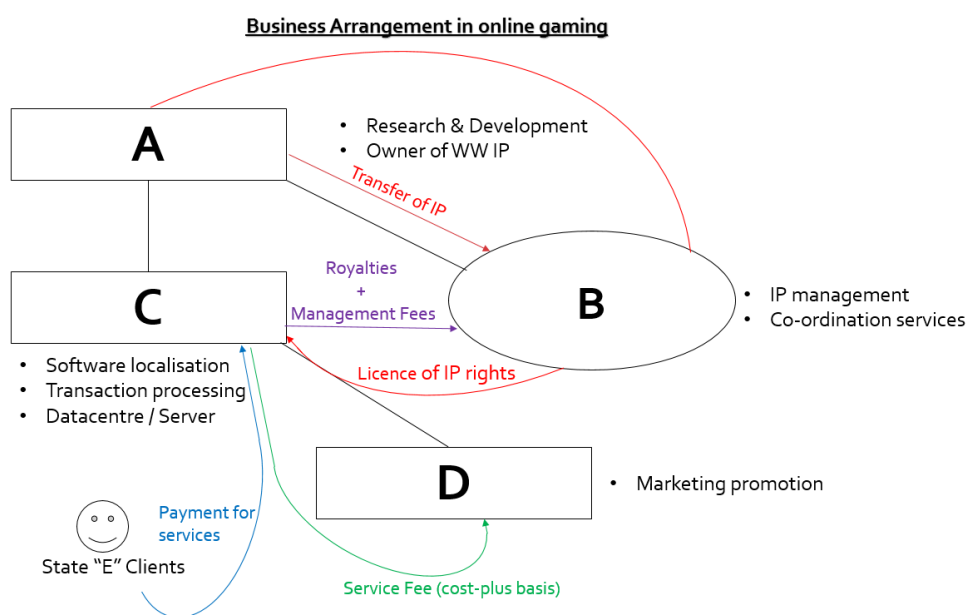 Business Arrangement in online gaming
A
• Research & Development
• Owner of WW IP
Transfer of IP
Royalties
+
Management Fees
B
• IP management
• Co-ordination services
C
Licence of IP rights
• Software localisation
• Transaction processing
• Datacentre / Server
D
• Marketing promotion
Payment for
services
State “E” Clients
Service Fee (cost-plus basis)